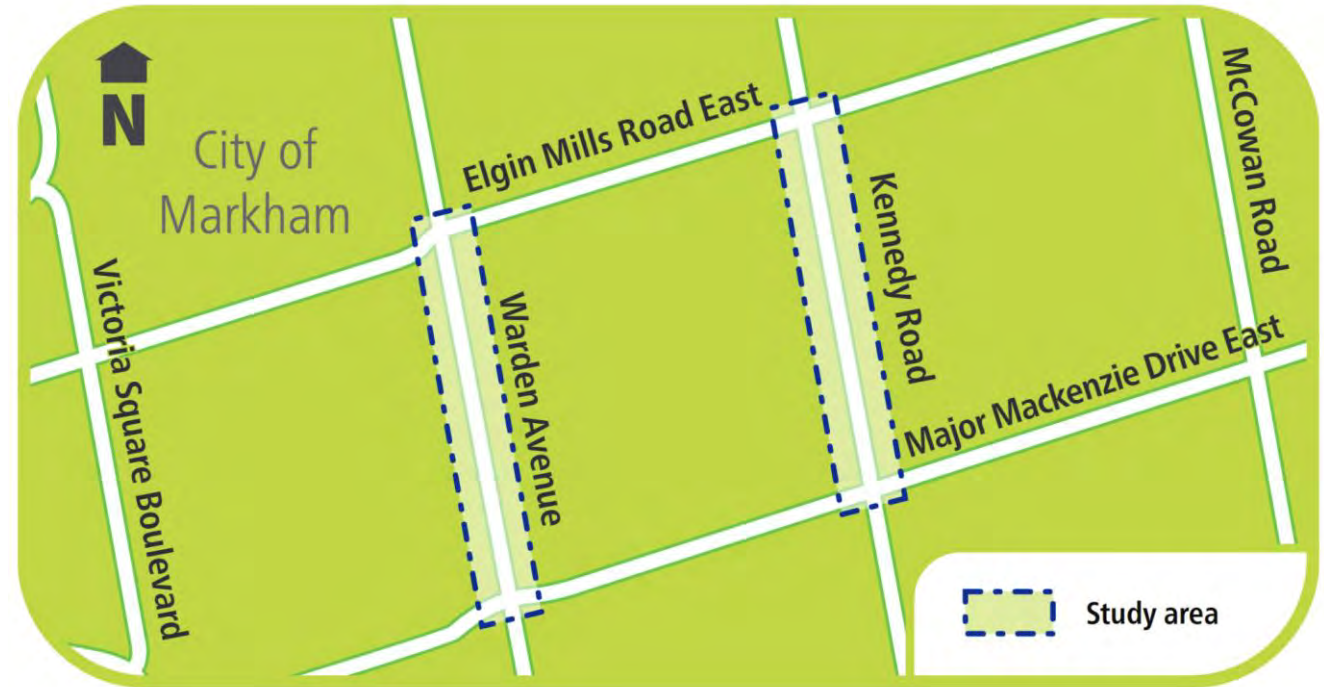 N
City of
Markham
Elgin Mills Road East
McCowan Road
Kennedy Road
Victoria Square Boulevard
Warden Avenue
Major Mackenzie Drive East
Study area